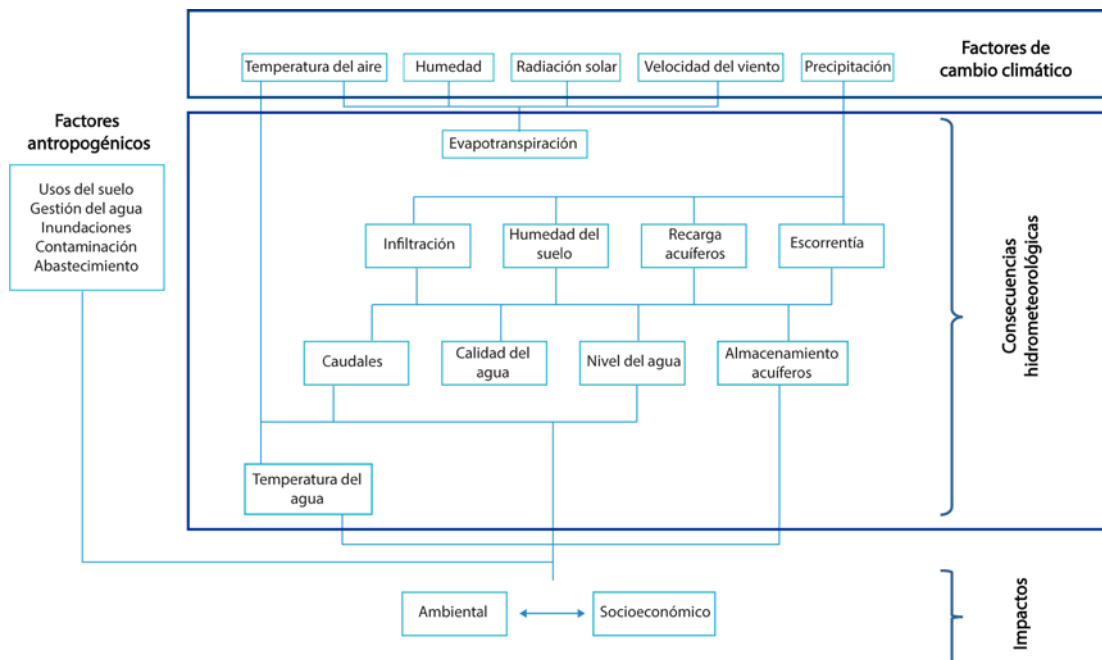 Factores de
cambio climático
Temperatura del aire
Humedad
Radiación solar
Velocidad del viento
Precipitación
Factores
antropogénicos
Usos del suelo
Gestión del agua
Inundaciones
Contaminación
Abastecimiento
Evapotranspiración
Infiltración
Humedad del
suelo
Recarga
acuíferos
Escorrentía
Caudales
Calidad del
agua
Nivel del agua
Almacenamiento
acuíferos
Temperatura del
agua
Consecuencias
hidrometeorológicas
Ambiental
Socioeconómico
Impactos